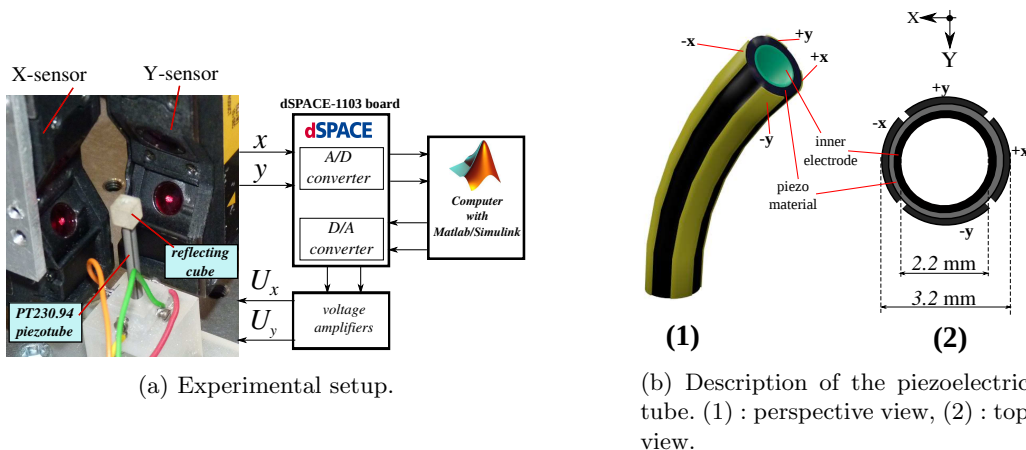 X-sensor
Y-sensor
dSPACE-1103 board
dSPACE
x
y
A/D
converter
D/A
converter
Computer
with
Matlab/Simulink
reflecting
cube
PT230.94
piezotube
U_x
U_y
voltage
amplifiers
(a) Experimental setup.
-x
+y
+x
-y
inner
electrode
piezo
material
(1)
X
Y
+y
-x
+x
-y
2.2 mm
3.2 mm
(2)
(b) Description of the piezoelectric
tube. (1) : perspective view, (2) : top
view.